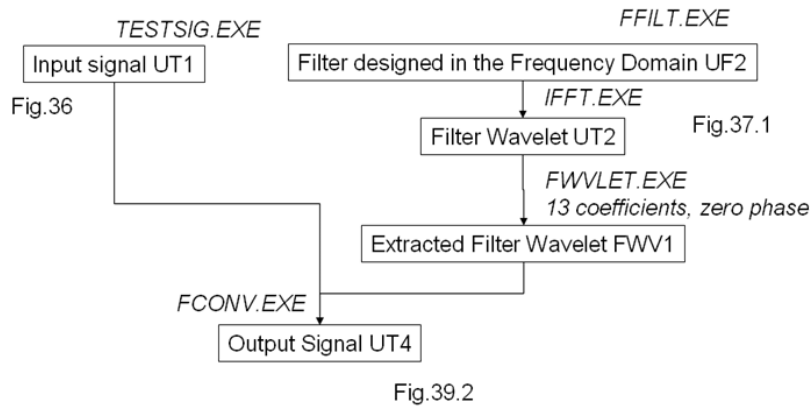 FFILT.EXE
TESTSIG.EXE
Input signal UT1
Filter designed in the Frequency Domain UF2
Fig.36
IFFT.EXE
Fig.37.1
Filter Wavelet UT2
FWVLET.EXE
13 coefficients, zero phase
Extracted Filter Wavelet FWV1
FCONV.EXE
Output Signal UT4
Fig.39.2